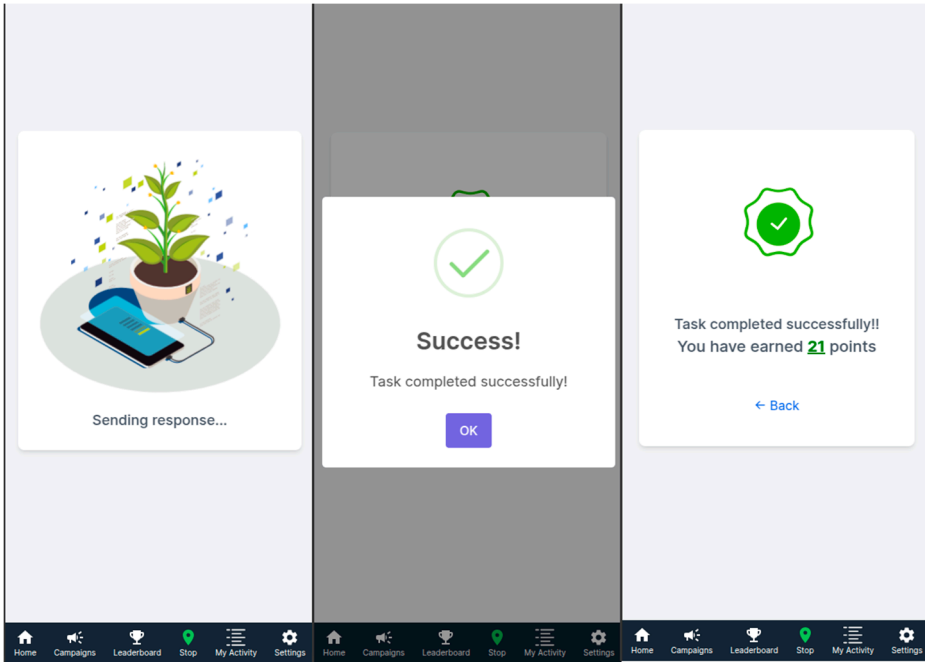 Sending response...
Home Campaigns Leaderboard Stop My Activity Settings
Success!
Task completed successfully!
OK
Home Campaigns Leaderboard Stop My Activity Settings
Task completed successfully!!
You have earned 21 points
← Back
Home Campaigns Leaderboard Stop My Activity Settings